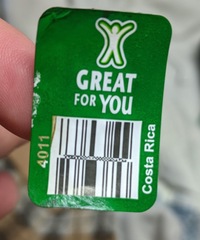 GREAT
FOR YOU
4011
Costa Rica